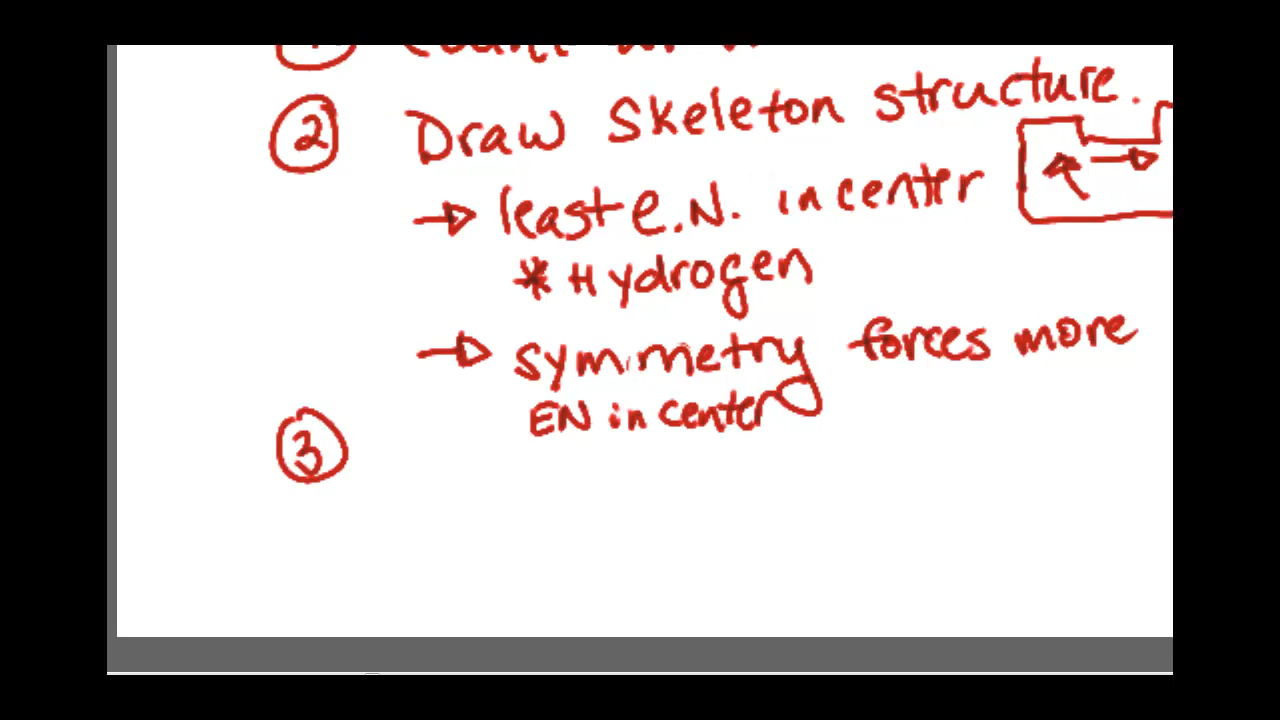 ② Draw Skeleton structure.
→ least e.N. in center
* Hydrogen
→ symmetry forces more
EN in center
③